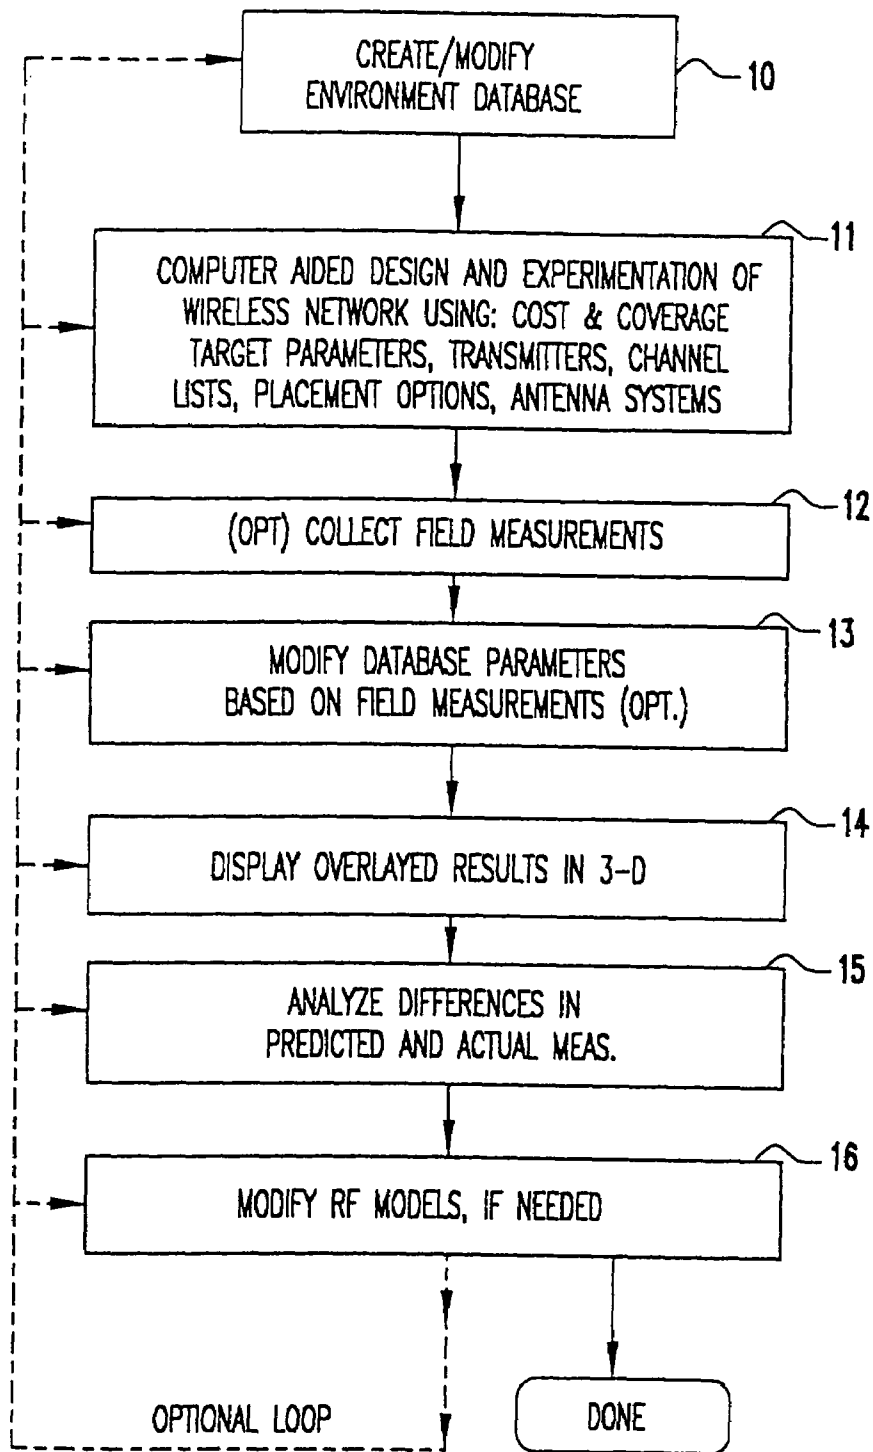 CREATE/MODIFY
ENVIRONMENT DATABASE
10
11
COMPUTER AIDED DESIGN AND EXPERIMENTATION OF
WIRELESS NETWORK USING: COST & COVERAGE
TARGET PARAMETERS, TRANSMITTERS, CHANNEL
LISTS, PLACEMENT OPTIONS, ANTENNA SYSTEMS
12
(OPT) COLLECT FIELD MEASUREMENTS
13
MODIFY DATABASE PARAMETERS
BASED ON FIELD MEASUREMENTS (OPT.)
14
DISPLAY OVERLAYED RESULTS IN 3-D
15
ANALYZE DIFFERENCES IN
PREDICTED AND ACTUAL MEAS.
16
MODIFY RF MODELS, IF NEEDED
OPTIONAL LOOP
DONE